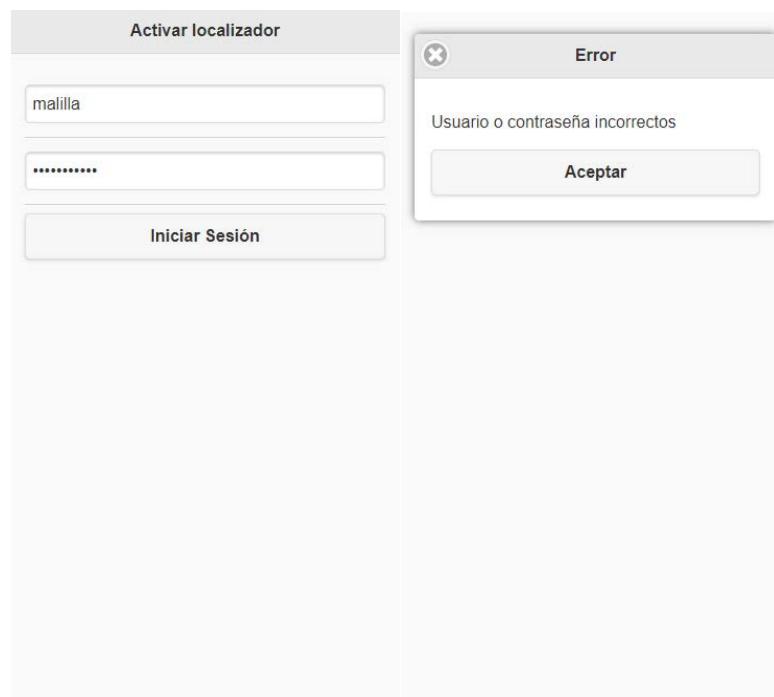 Activar localizador
malilla
•••••••••••
Iniciar Sesión
Error
Usuario o contraseña incorrectos
Aceptar